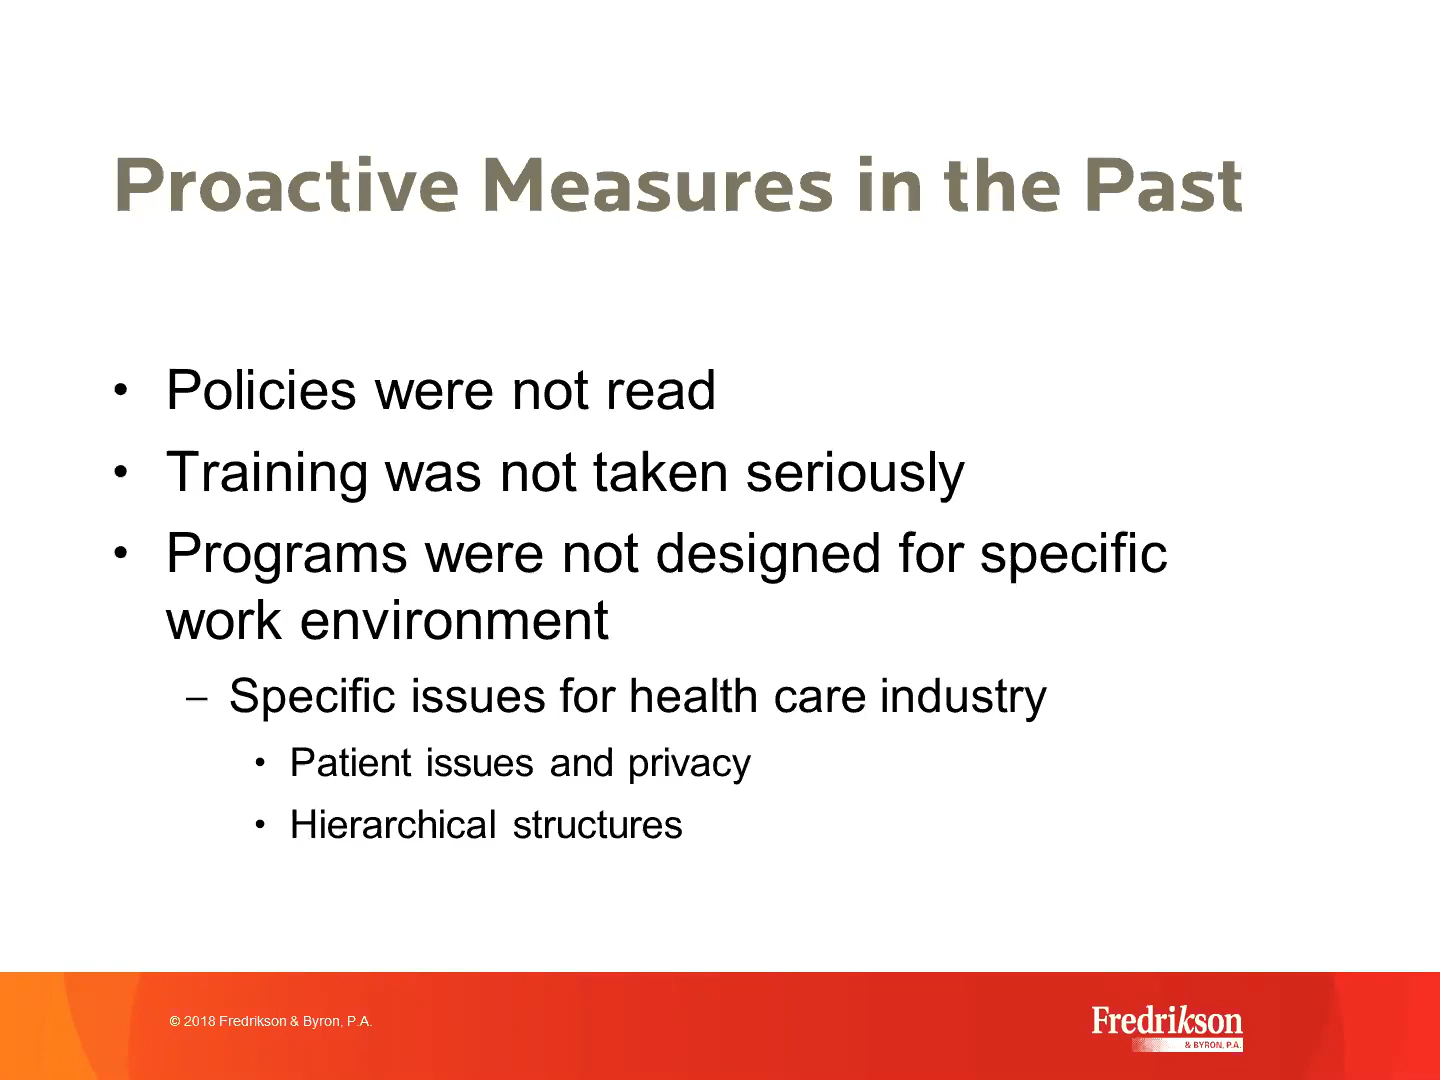 Proactive Measures in the Past
• Policies were not read
• Training was not taken seriously
• Programs were not designed for specific
work environment
– Specific issues for health care industry
• Patient issues and privacy
• Hierarchical structures
© 2018 Fredrikson & Byron, P.A.
Fredrikson
& BYRON, P.A.